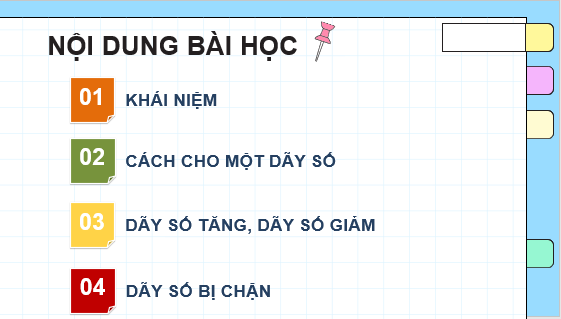 NỘI DUNG BÀI HỌC
01 KHÁI NIỆM
02 CÁCH CHO MỘT DÃY SỐ
03 DÃY SỐ TĂNG, DÃY SỐ GIẢM
04 DÃY SỐ BỊ CHẶN